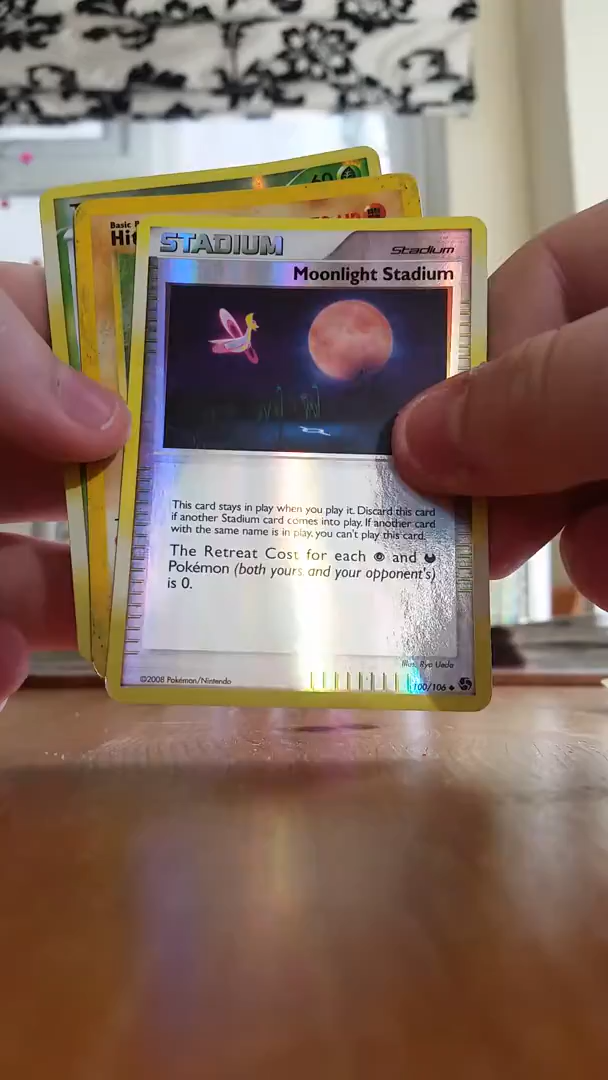 60
Basic P
Hit
STADIUM
Stadium
Moonlight Stadium
This card stays in play when you play it. Discard this card
if another Stadium card comes into play. If another card
with the same name is in play, you can't play this card.
The Retreat Cost for each and
Pokémon (both yours and your opponent's)
is 0.
Illus. Ryo Ueda
©2008 Pokémon/Nintendo
100/106